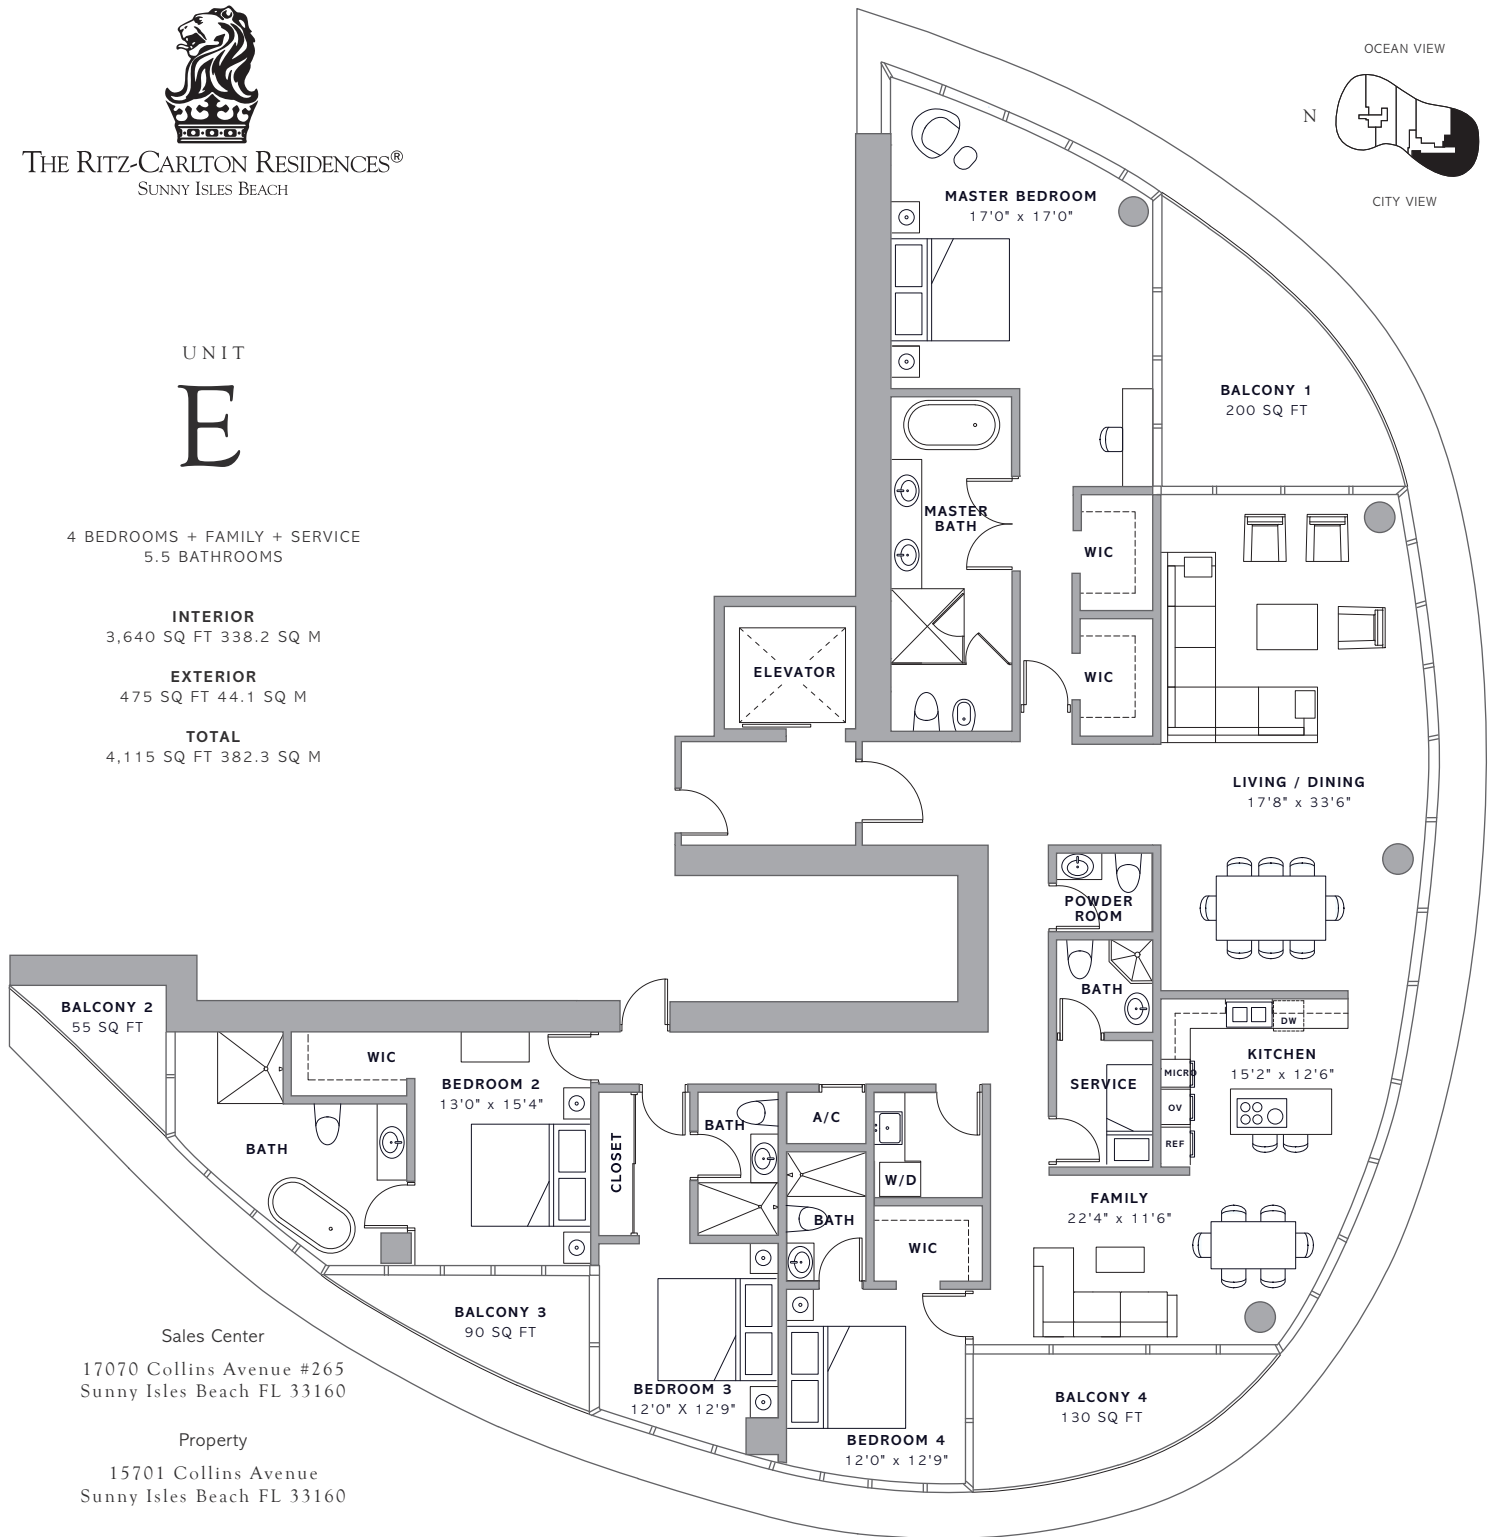 THE RITZ-CARLTON RESIDENCES®
SUNNY ISLES BEACH
UNIT
E
4 BEDROOMS + FAMILY + SERVICE
5.5 BATHROOMS
INTERIOR
3,640 SQ FT 338.2 SQ M
EXTERIOR
475 SQ FT 44.1 SQ M
TOTAL
4,115 SQ FT 382.3 SQ M
OCEAN VIEW
N
CITY VIEW
MASTER BEDROOM
17'0" x 17'0"
BALCONY 1
200 SQ FT
MASTER
BATH
WIC
WIC
ELEVATOR
LIVING / DINING
17'8" x 33'6"
POWDER
ROOM
BATH
DW
KITCHEN
15'2" x 12'6"
MICRO
OV
REF
SERVICE
BALCONY 2
55 SQ FT
WIC
BEDROOM 2
13'0" x 15'4"
BATH
CLOSET
BATH
A/C
W/D
BATH
WIC
FAMILY
22'4" x 11'6"
BALCONY 3
90 SQ FT
BEDROOM 3
12'0" X 12'9"
BEDROOM 4
12'0" x 12'9"
BALCONY 4
130 SQ FT
Sales Center
17070 Collins Avenue #265
Sunny Isles Beach FL 33160
Property
15701 Collins Avenue
Sunny Isles Beach FL 33160